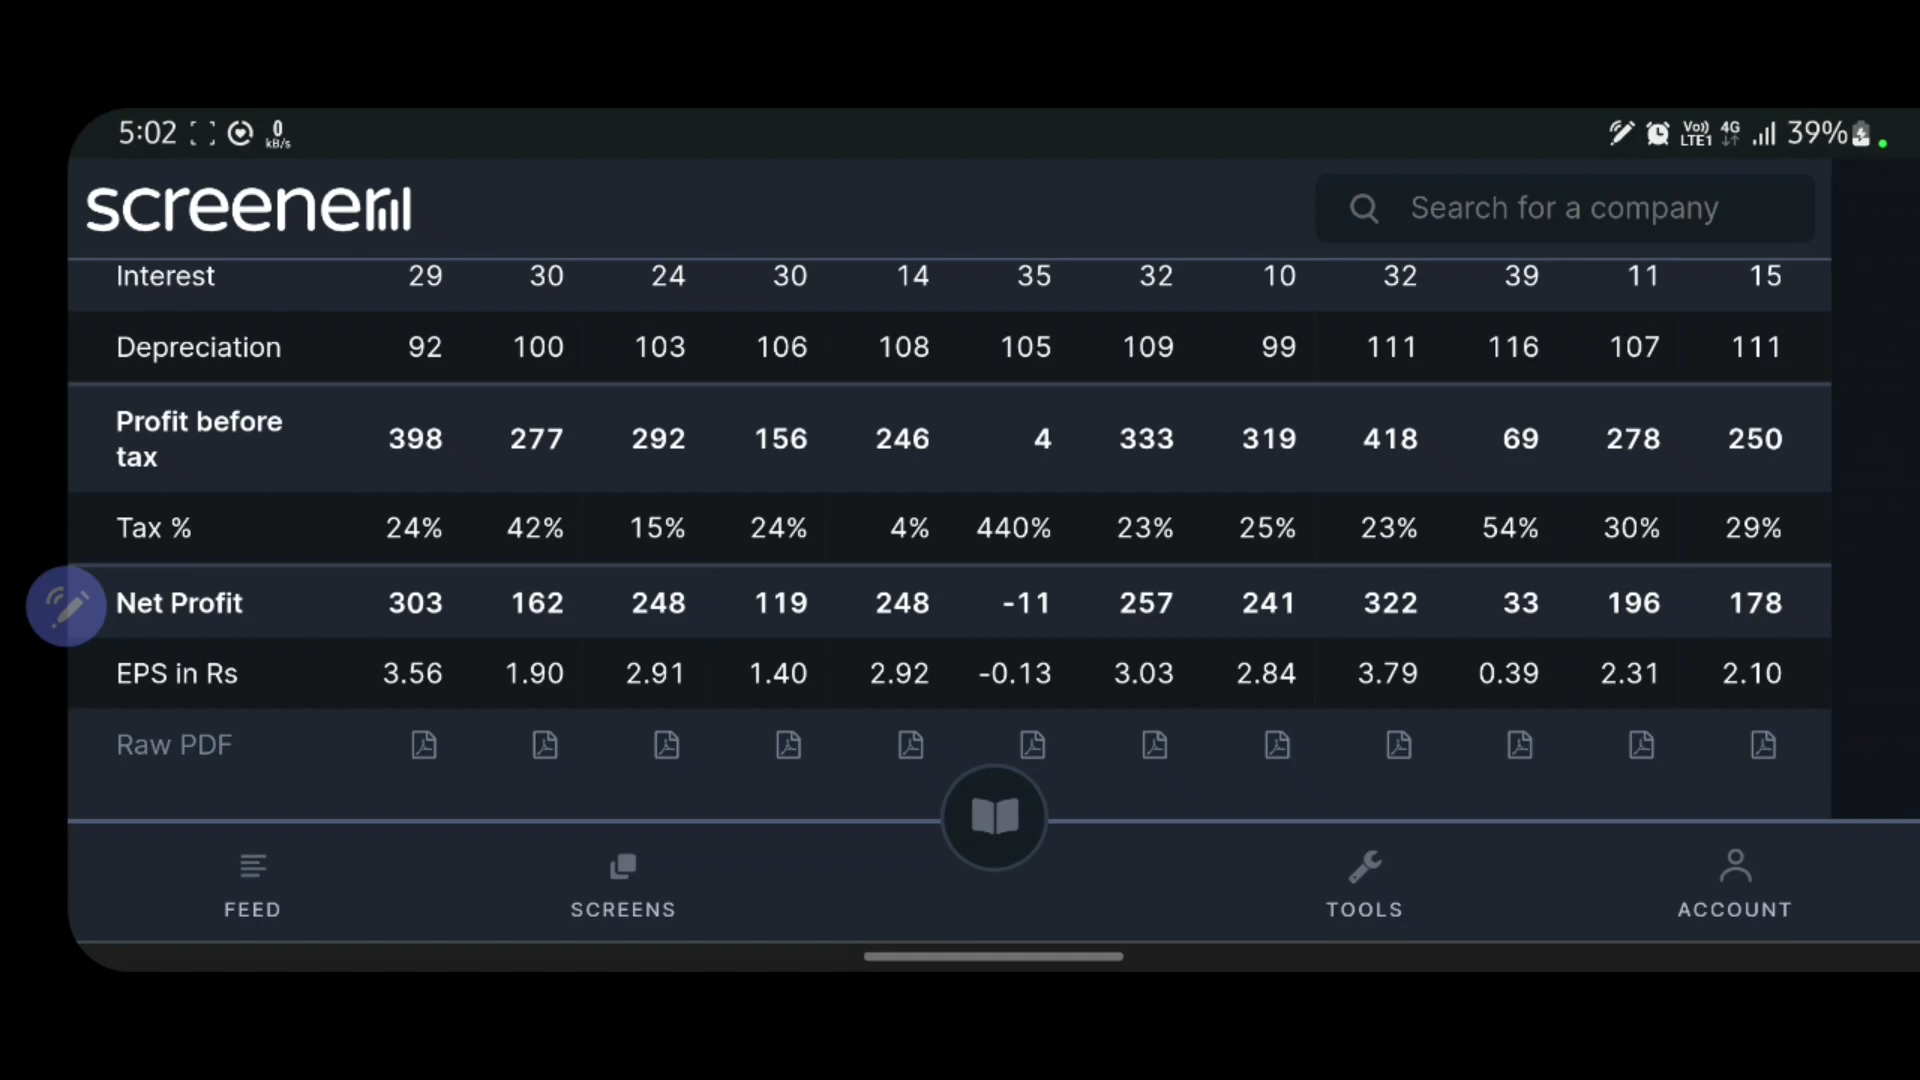 5:02 0 kB/s Vo)) LTE1 4G 39%
screener
Search for a company
Interest 29 30 24 30 14 35 32 10 32 39 11 15
Depreciation 92 100 103 106 108 105 109 99 111 116 107 111
Profit before tax 398 277 292 156 246 4 333 319 418 69 278 250
Tax % 24% 42% 15% 24% 4% 440% 23% 25% 23% 54% 30% 29%
Net Profit 303 162 248 119 248 -11 257 241 322 33 196 178
EPS in Rs 3.56 1.90 2.91 1.40 2.92 -0.13 3.03 2.84 3.79 0.39 2.31 2.10
Raw PDF
FEED SCREENS TOOLS ACCOUNT